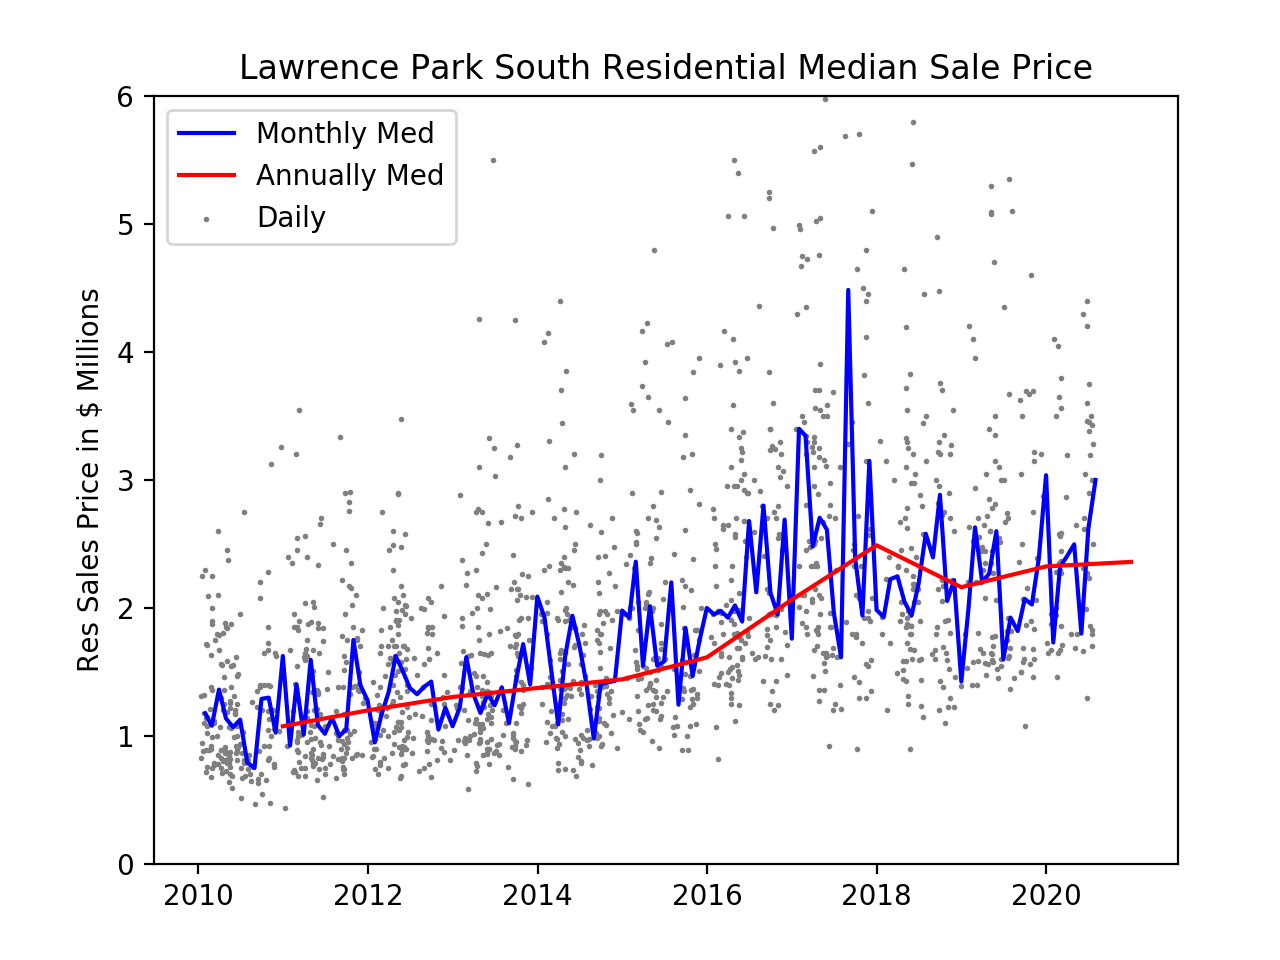 Lawrence Park South Residential Median Sale Price
Res Sales Price in $ Millions
6
5
4
3
2
1
0
Monthly Med
Annually Med
Daily
2010 2012 2014 2016 2018 2020